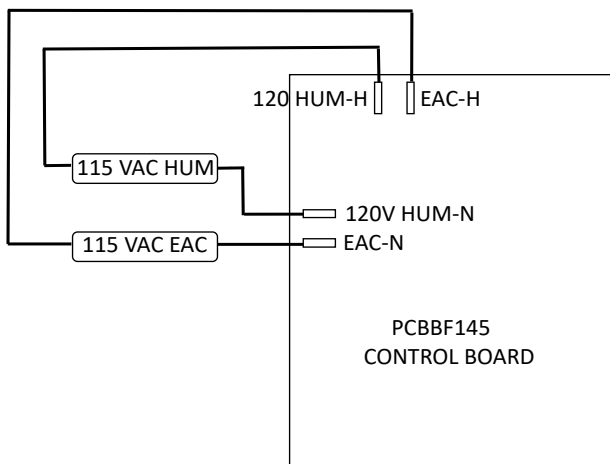 120 HUM-H
EAC-H
115 VAC HUM
120V HUM-N
115 VAC EAC
EAC-N
PCBBF145
CONTROL BOARD